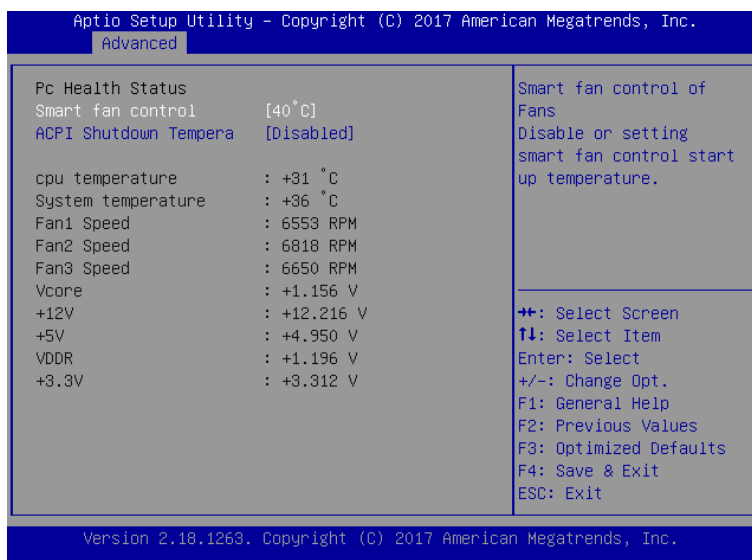 Aptio Setup Utility – Copyright (C) 2017 American Megatrends, Inc.
Advanced
Pc Health Status
Smart fan control [40°C]
ACPI Shutdown Tempera [Disabled]
cpu temperature : +31 °C
System temperature : +36 °C
Fan1 Speed : 6553 RPM
Fan2 Speed : 6818 RPM
Fan3 Speed : 6650 RPM
Vcore : +1.156 V
+12V : +12.216 V
+5V : +4.950 V
VDDR : +1.196 V
+3.3V : +3.312 V
Smart fan control of
Fans
Disable or setting
smart fan control start
up temperature.
→←: Select Screen
↑↓: Select Item
Enter: Select
+/-: Change Opt.
F1: General Help
F2: Previous Values
F3: Optimized Defaults
F4: Save & Exit
ESC: Exit
Version 2.18.1263. Copyright (C) 2017 American Megatrends, Inc.